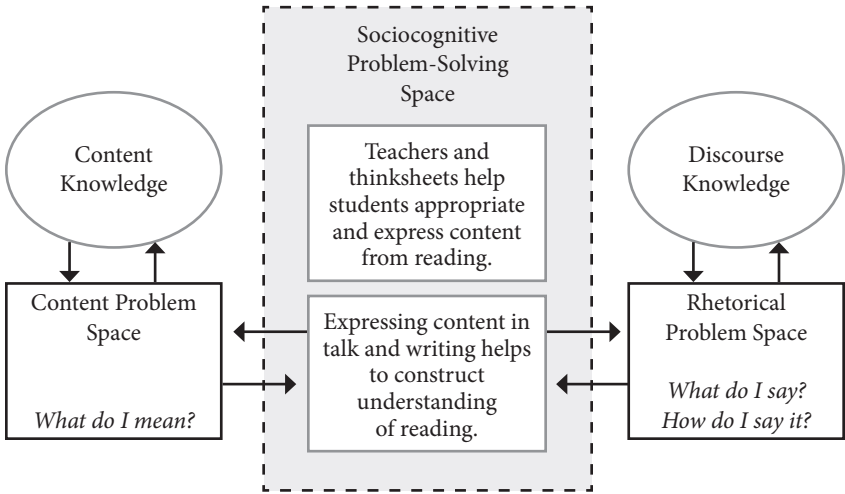 Sociocognitive
Problem-Solving
Space
Content
Knowledge
Teachers and
thinksheets help
students appropriate
and express content
from reading.
Discourse
Knowledge
Content Problem
Space
What do I mean?
Expressing content in
talk and writing helps
to construct
understanding
of reading.
Rhetorical
Problem Space
What do I say?
How do I say it?